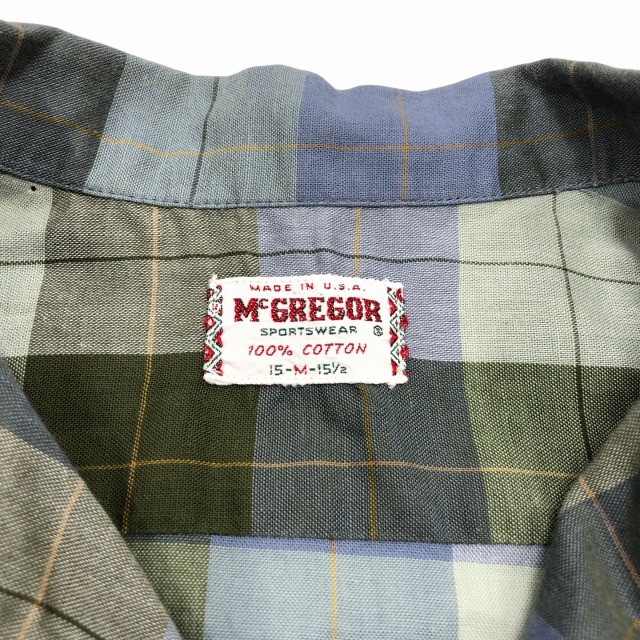 MADE IN U.S.A.
McGREGOR
SPORTSWEAR ®
100% COTTON
15-M-15½